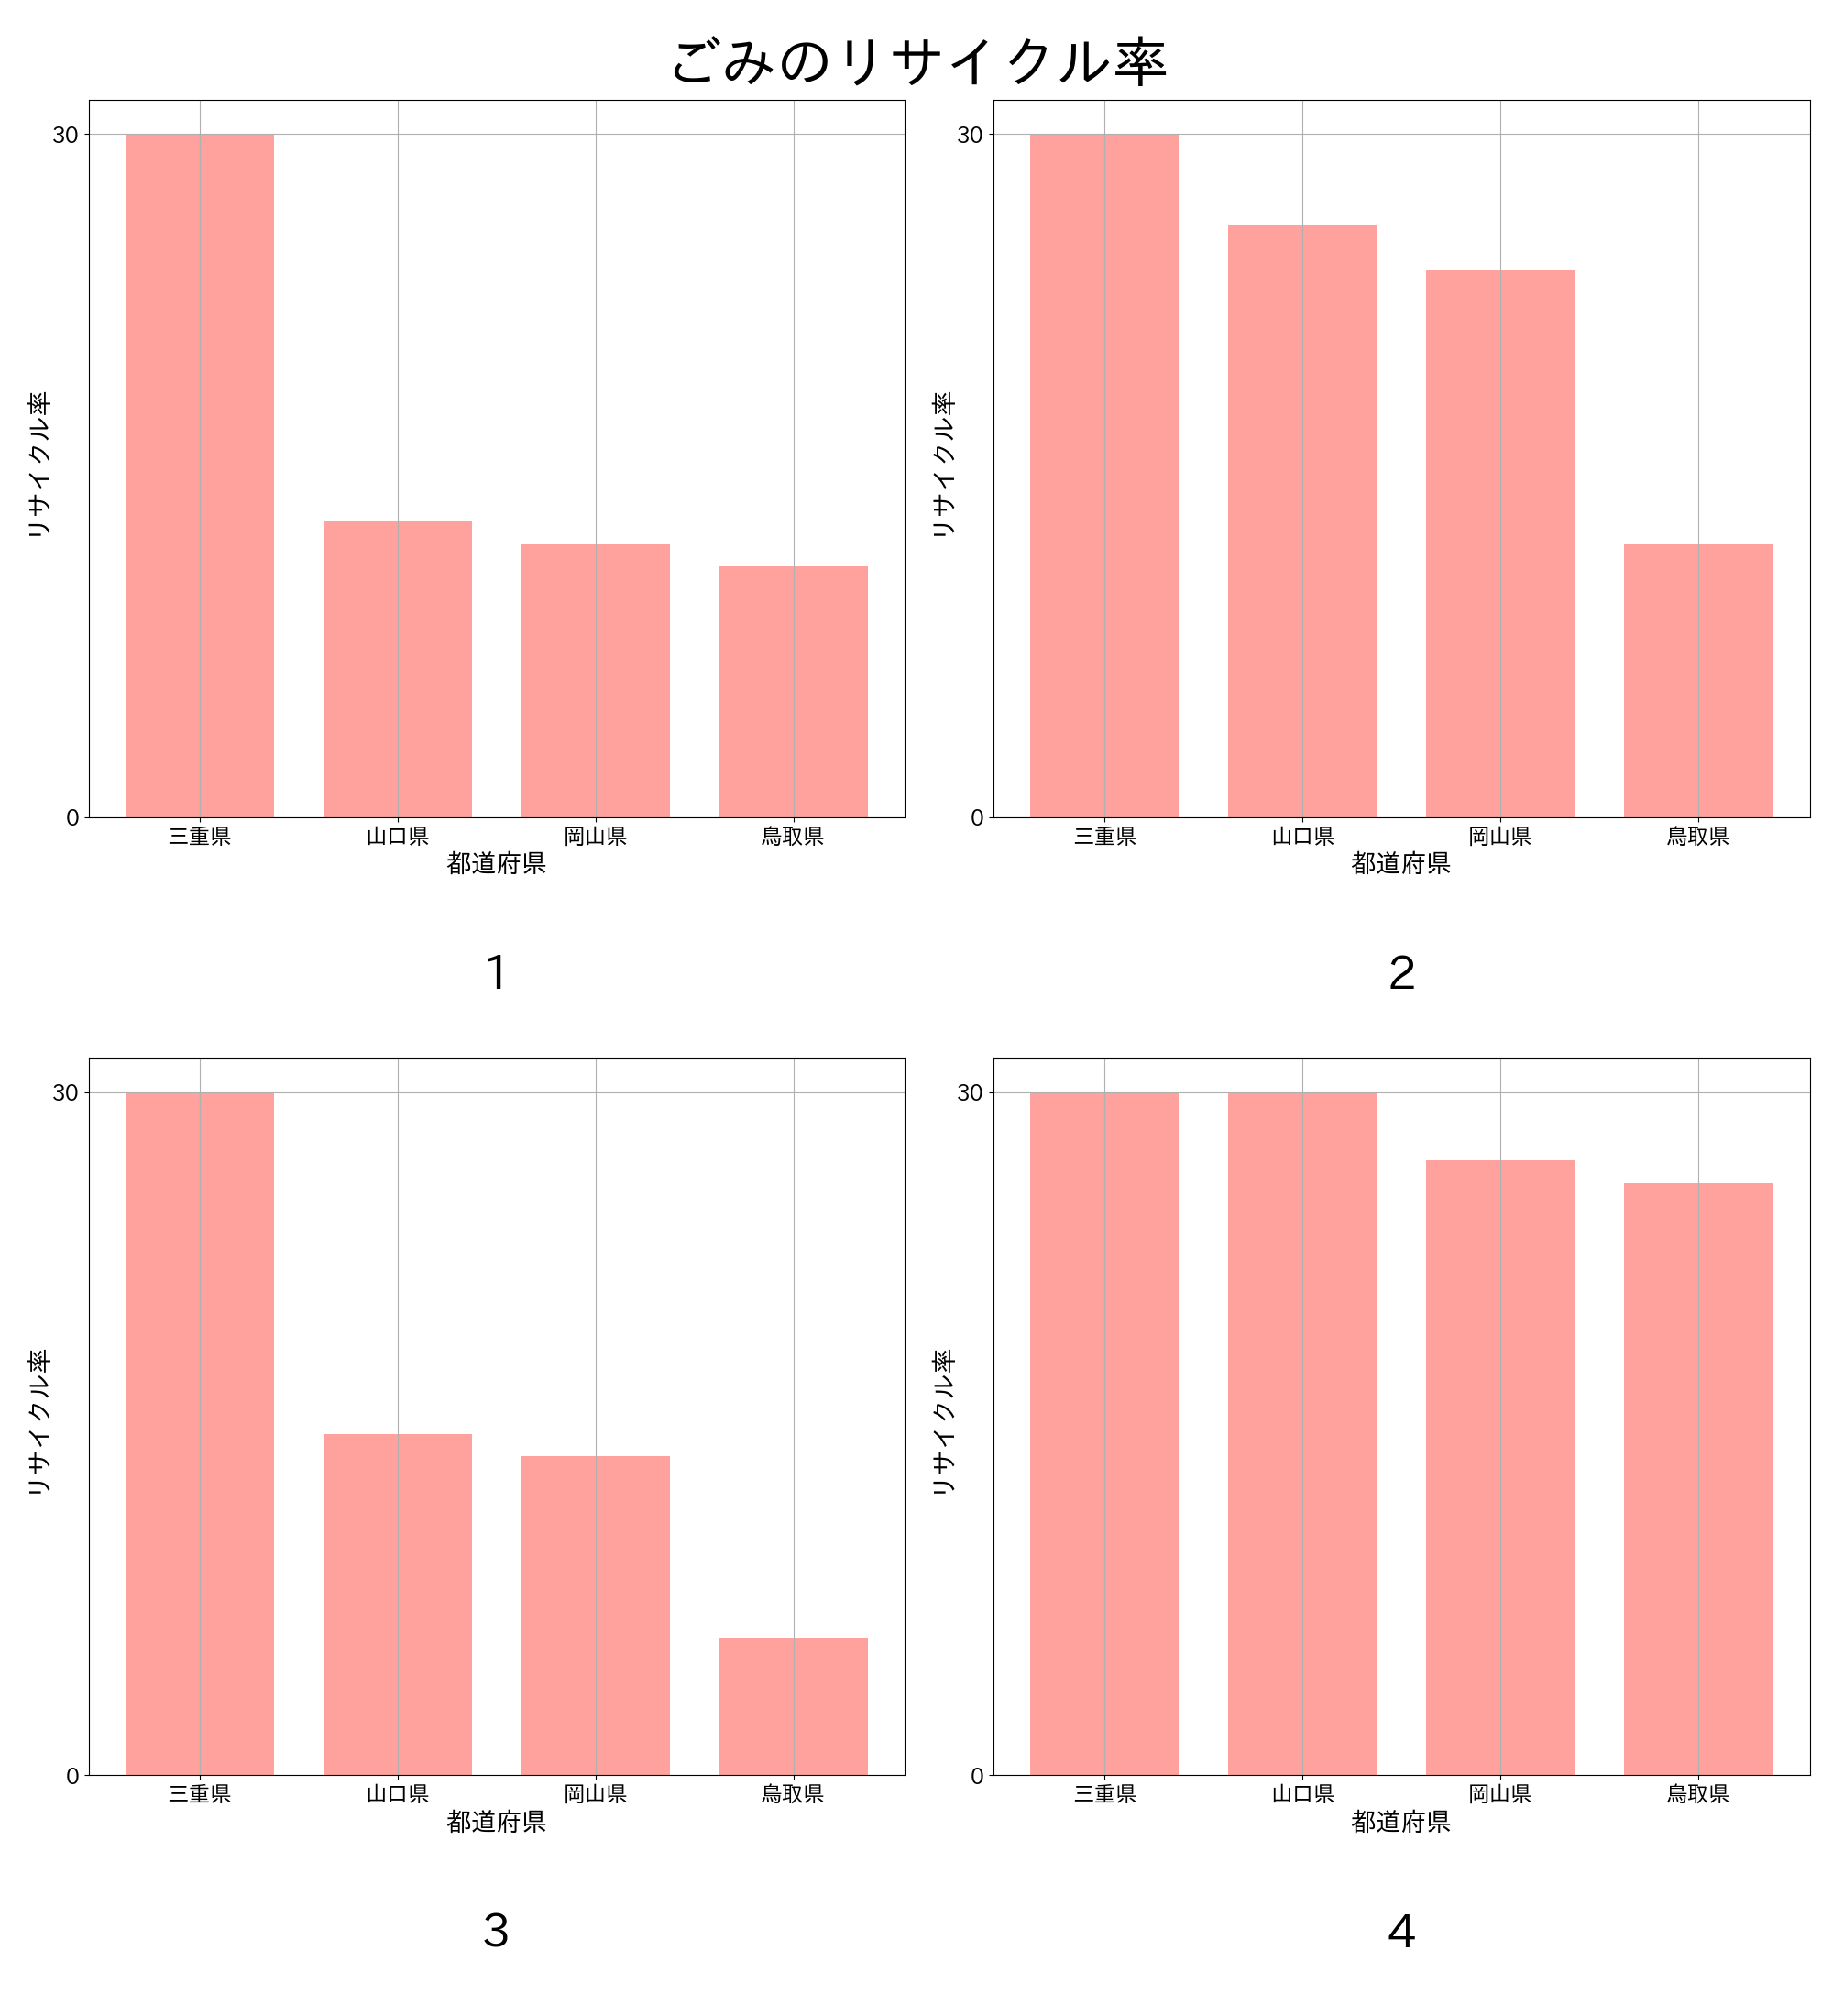 ごみのリサイクル率
30
リサイクル率
0
三重県 山口県 岡山県 鳥取県
都道府県
1
30
リサイクル率
0
三重県 山口県 岡山県 鳥取県
都道府県
2
30
リサイクル率
0
三重県 山口県 岡山県 鳥取県
都道府県
3
30
リサイクル率
0
三重県 山口県 岡山県 鳥取県
都道府県
4